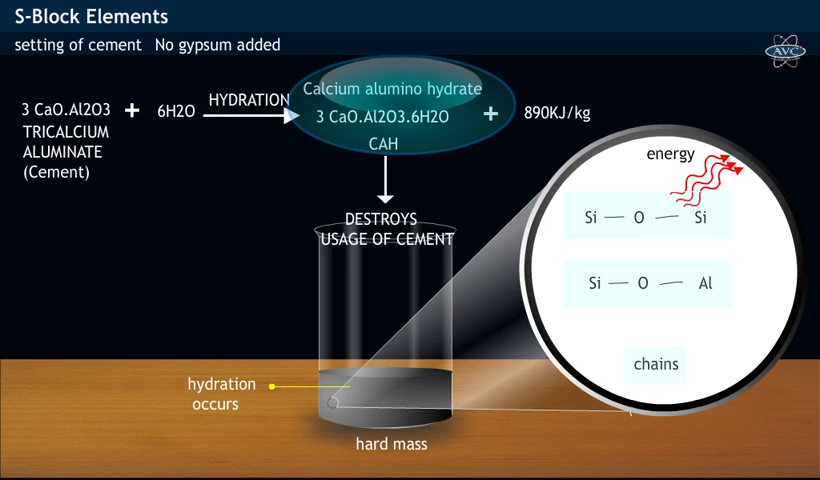 S-Block Elements
setting of cement No gypsum added
AVC
3 CaO.Al2O3 + 6H2O HYDRATION Calcium alumino hydrate
3 CaO.Al2O3.6H2O + 890KJ/kg
TRICALCIUM
ALUMINATE
(Cement)
CAH
DESTROYS
USAGE OF CEMENT
energy
Si — O — Si
Si — O — Al
chains
hydration
occurs
hard mass